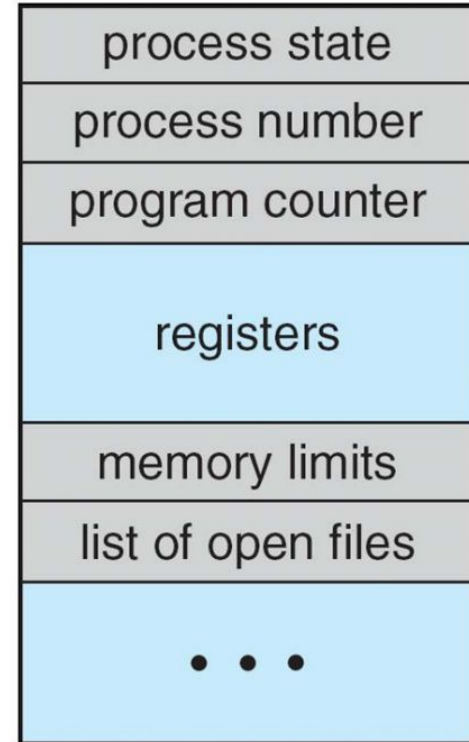 process state
process number
program counter
registers
memory limits
list of open files
• • •